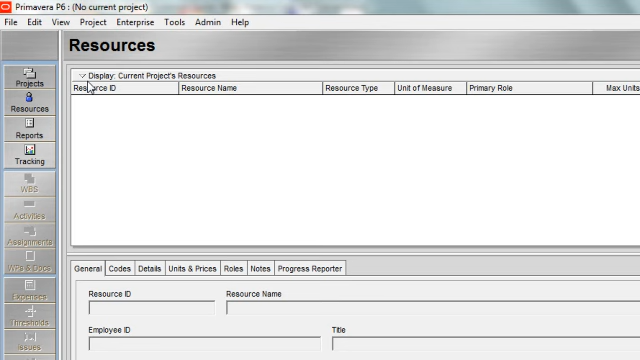 Primavera P6 : (No current project)
File Edit View Project Enterprise Tools Admin Help
Resources
Projects
Resources
Reports
Tracking
WBS
Activities
Assignments
WPs & Docs
Expenses
Thresholds
Issues
Display: Current Project's Resources
Resource ID Resource Name Resource Type Unit of Measure Primary Role Max Units
General Codes Details Units & Prices Roles Notes Progress Reporter
Resource ID Resource Name
Employee ID Title